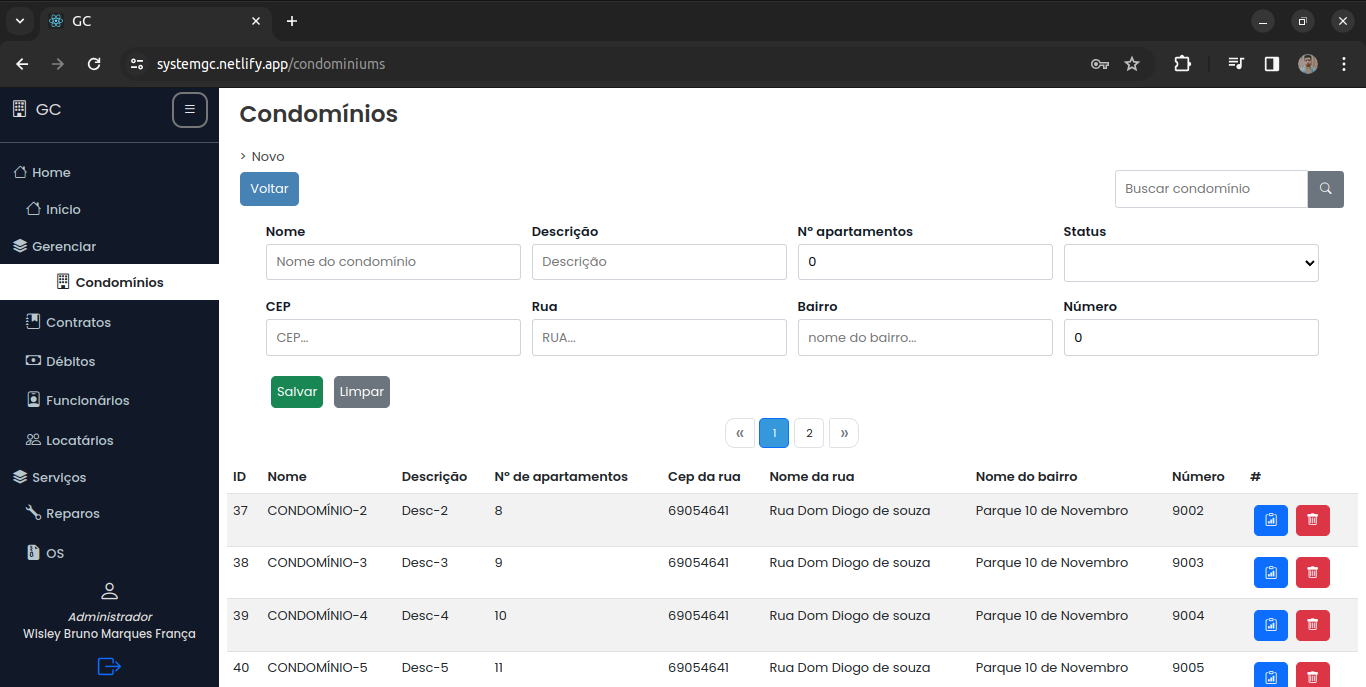 GC
systemgc.netlify.app/condominiums
GC
Home
Início
Gerenciar
Condomínios
Contratos
Débitos
Funcionários
Locatários
Serviços
Reparos
OS
Administrador
Wisley Bruno Marques França
Condomínios
> Novo
Voltar
Buscar condomínio
Nome Descrição Nº apartamentos Status
Nome do condomínio Descrição 0
CEP Rua Bairro Número
CEP... RUA... nome do bairro... 0
Salvar Limpar
« 1 2 »
ID Nome Descrição Nº de apartamentos Cep da rua Nome da rua Nome do bairro Número #
37 CONDOMÍNIO-2 Desc-2 8 69054641 Rua Dom Diogo de souza Parque 10 de Novembro 9002
38 CONDOMÍNIO-3 Desc-3 9 69054641 Rua Dom Diogo de souza Parque 10 de Novembro 9003
39 CONDOMÍNIO-4 Desc-4 10 69054641 Rua Dom Diogo de souza Parque 10 de Novembro 9004
40 CONDOMÍNIO-5 Desc-5 11 69054641 Rua Dom Diogo de souza Parque 10 de Novembro 9005